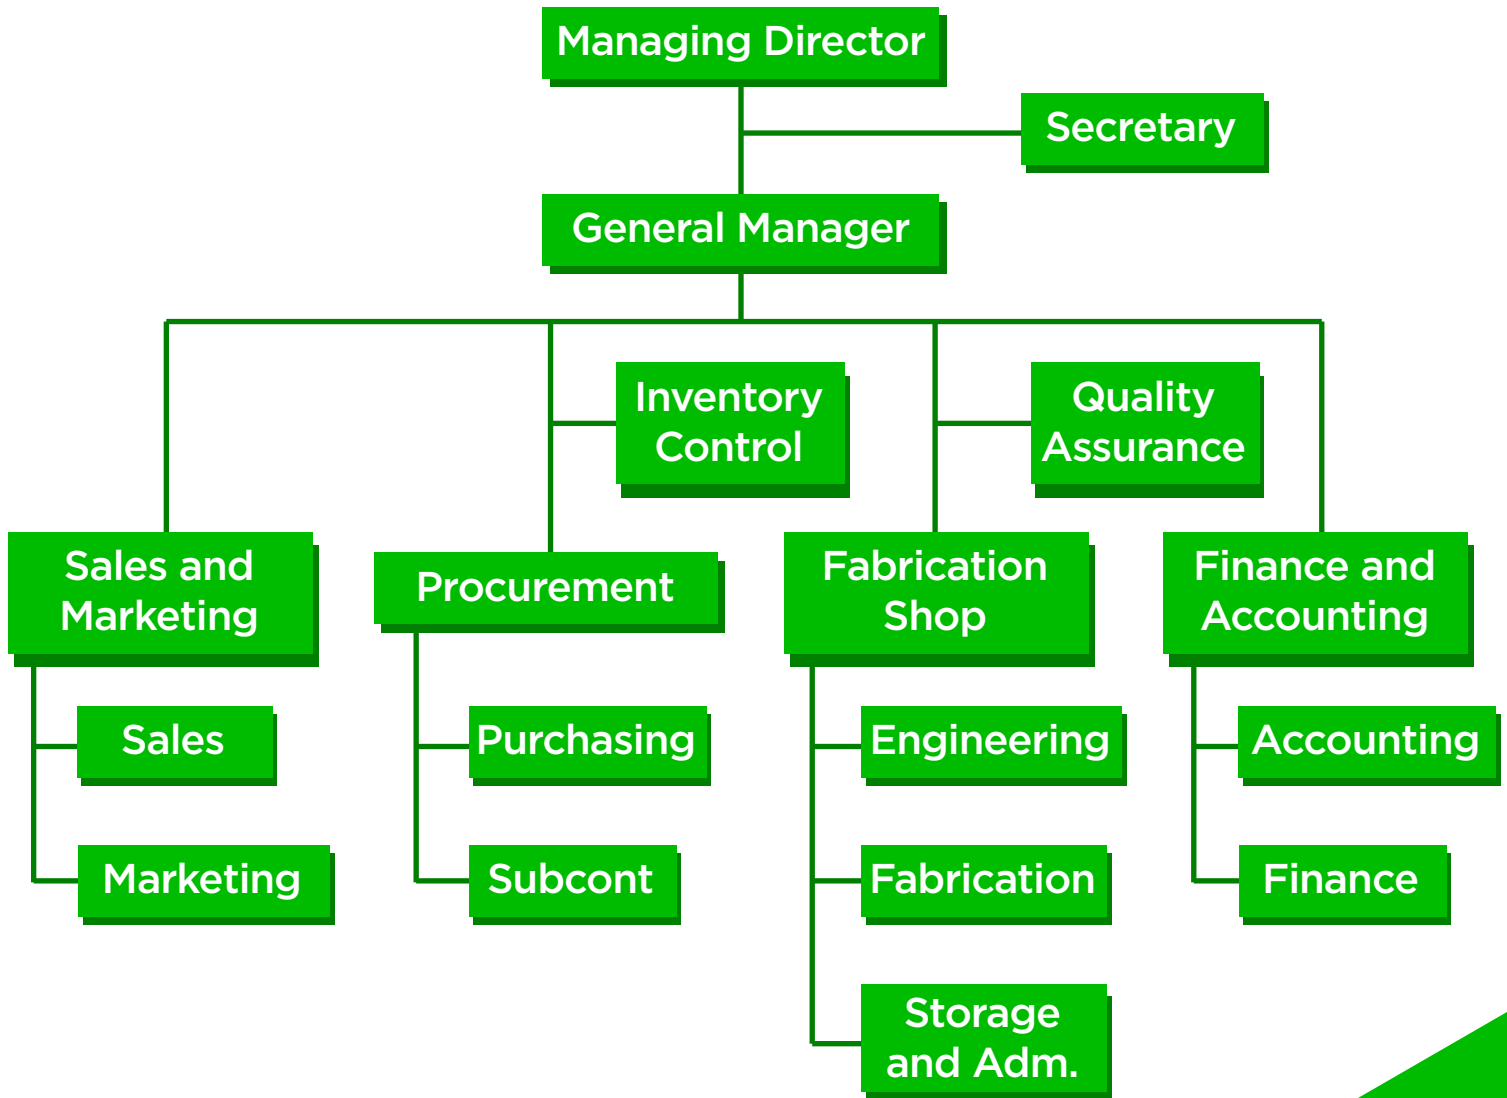 Managing Director
Secretary
General Manager
Inventory
Control
Quality
Assurance
Sales and
Marketing
Procurement
Fabrication
Shop
Finance and
Accounting
Sales
Purchasing
Engineering
Accounting
Marketing
Subcont
Fabrication
Finance
Storage
and Adm.